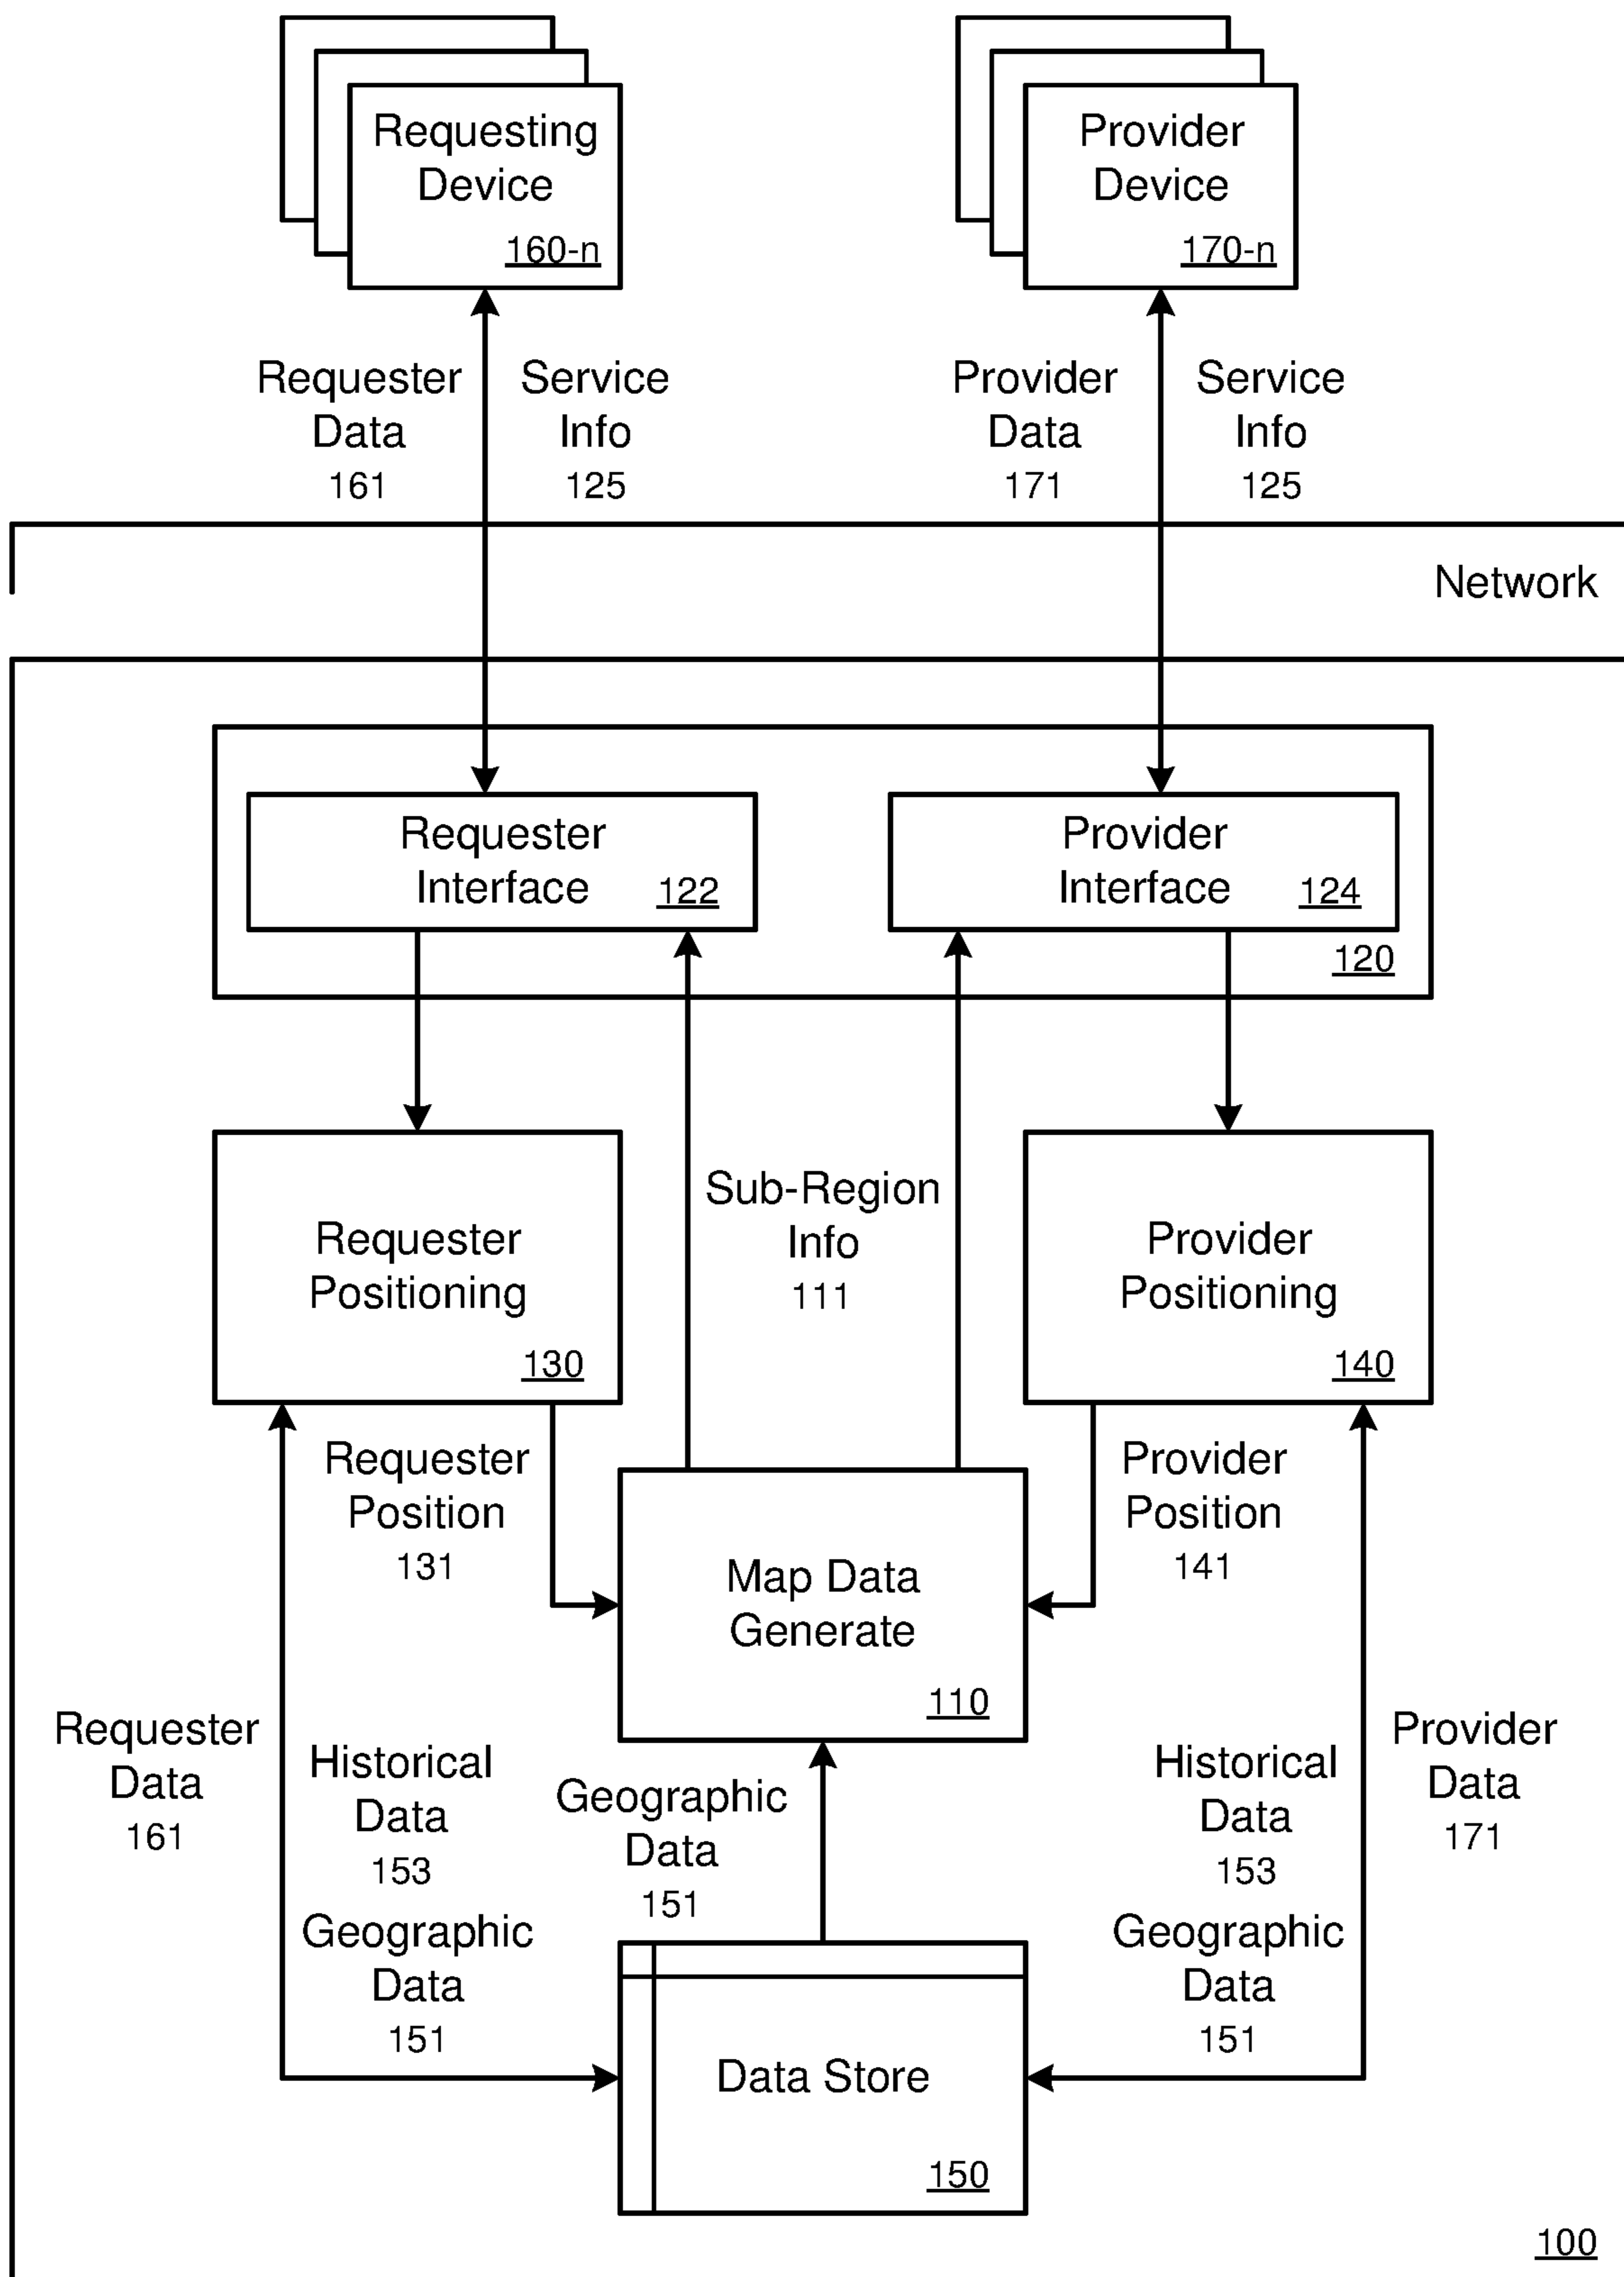 Requesting
Device
160-n
Provider
Device
170-n
Requester
Data
161
Service
Info
125
Provider
Data
171
Service
Info
125
Network
Requester
Interface
122
Provider
Interface
124
120
Requester
Positioning
130
Sub-Region
Info
111
Provider
Positioning
140
Requester
Position
131
Provider
Position
141
Map Data
Generate
110
Requester
Data
161
Historical
Data
153
Geographic
Data
151
Geographic
Data
151
Historical
Data
153
Geographic
Data
151
Provider
Data
171
Data Store
150
100